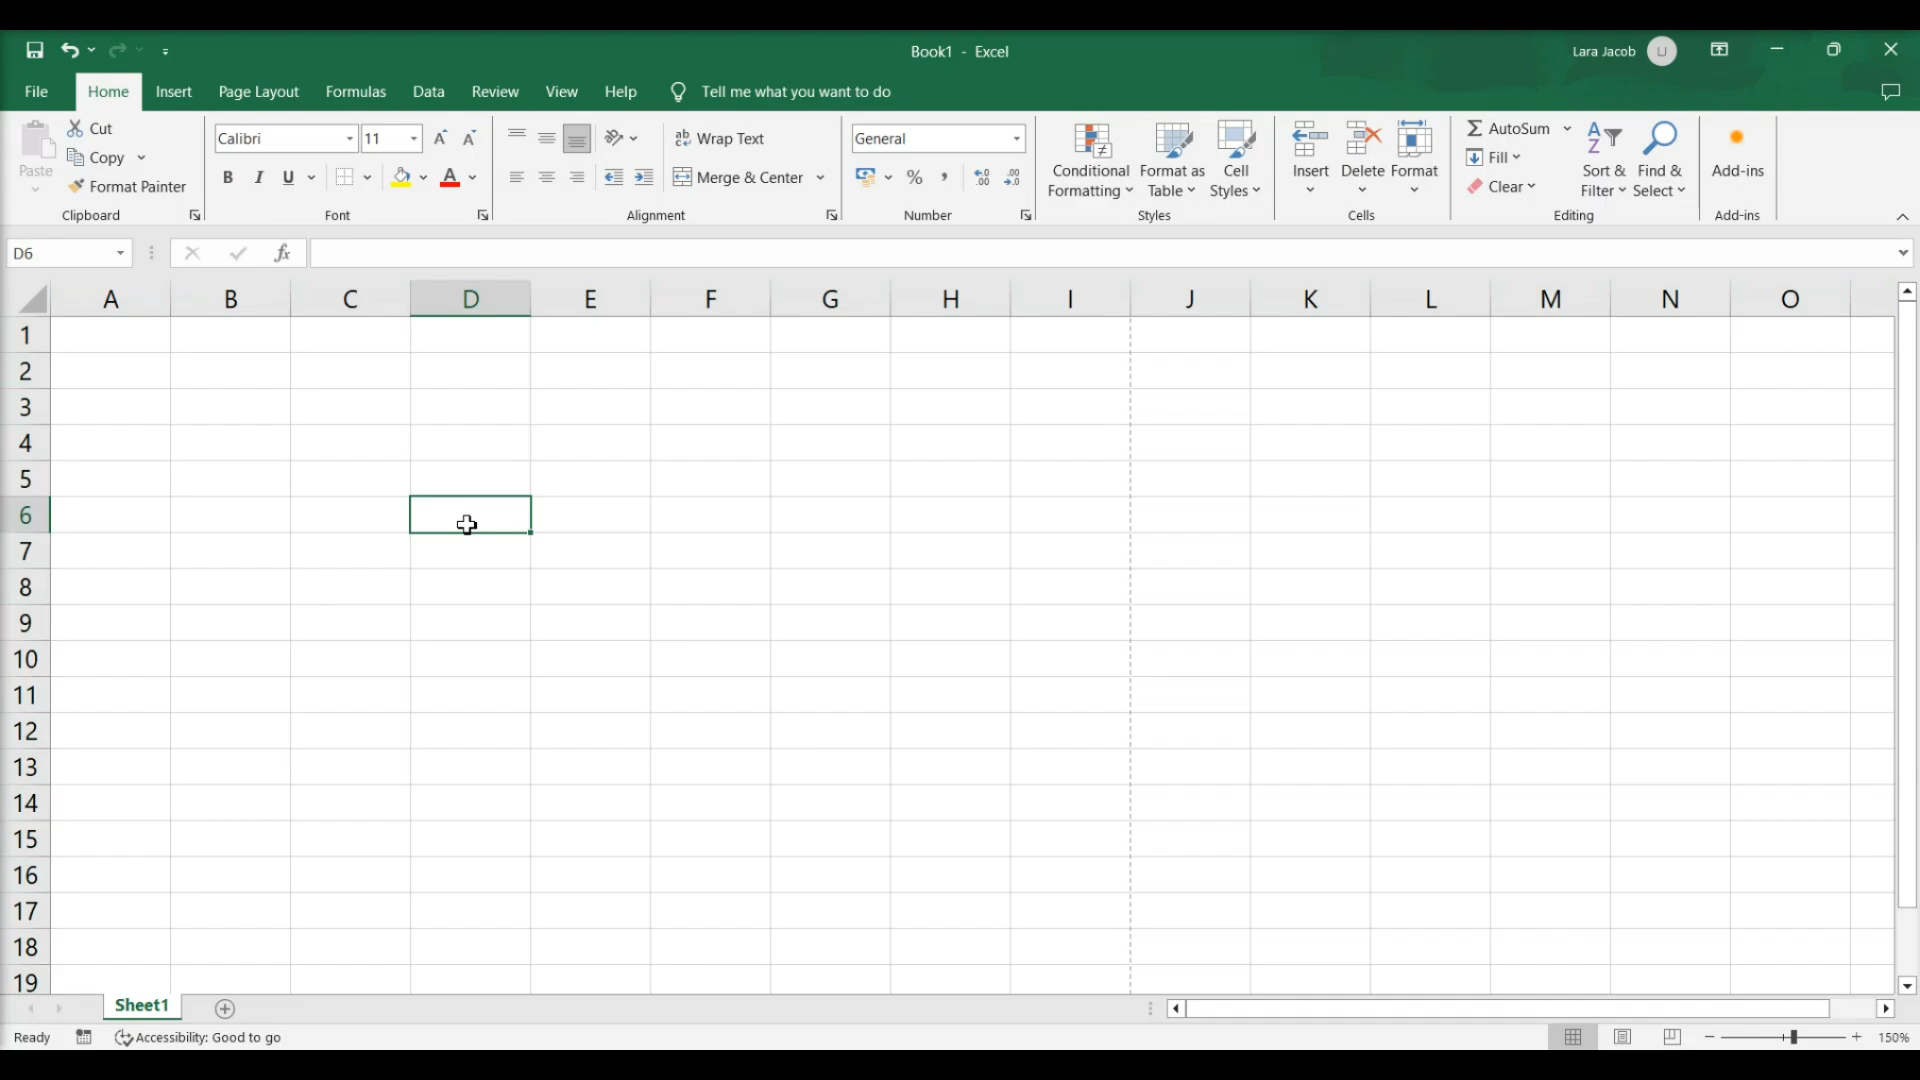 Book1 - Excel
Lara Jacob
LJ
File Home Insert Page Layout Formulas Data Review View Help Tell me what you want to do
Paste
Cut
Copy
Format Painter
Clipboard
Calibri 11
B I U A
Font
Wrap Text
Merge & Center
Alignment
General
% ,
Number
Conditional Formatting
Format as Table
Cell Styles
Styles
Insert Delete Format
Cells
AutoSum
Fill
Clear
Sort & Filter
Find & Select
Editing
Add-ins
Add-ins
D6 fx
A B C D E F G H I J K L M N O
1
2
3
4
5
6
7
8
9
10
11
12
13
14
15
16
17
18
19
Sheet1
Ready Accessibility: Good to go 150%